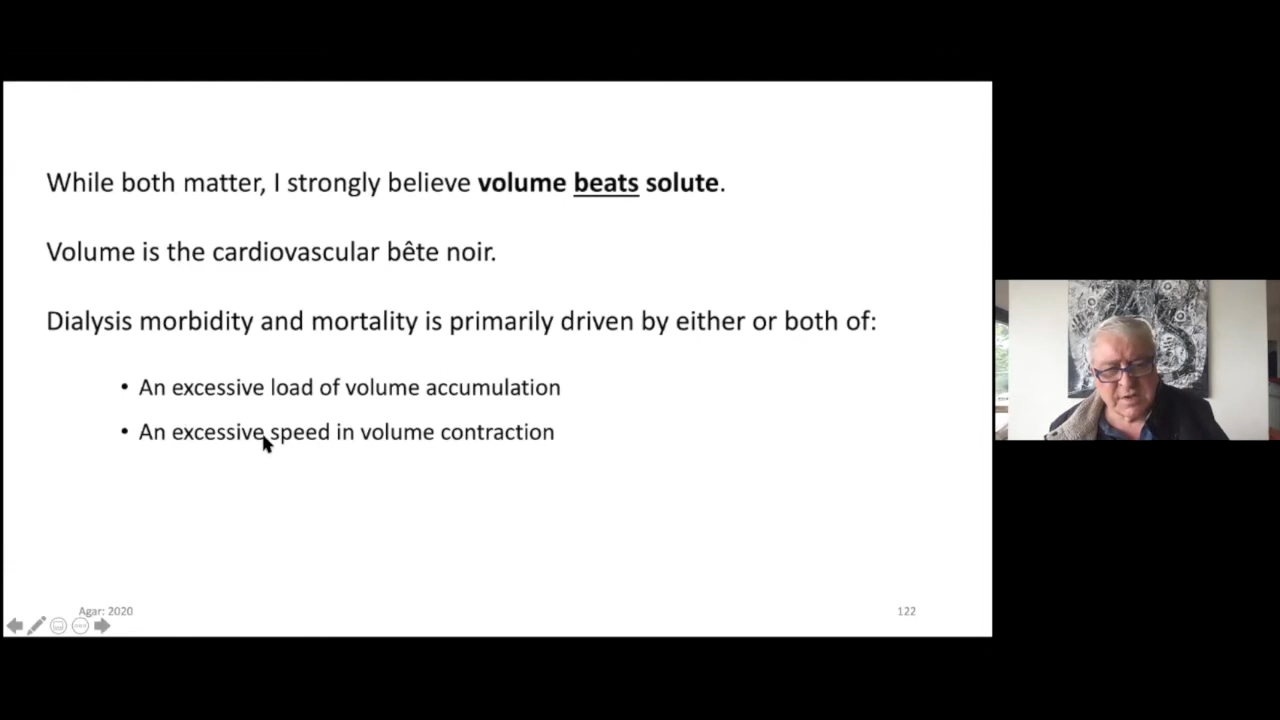 While both matter, I strongly believe volume beats solute.
Volume is the cardiovascular bête noir.
Dialysis morbidity and mortality is primarily driven by either or both of:
• An excessive load of volume accumulation
• An excessive speed in volume contraction
Agar: 2020
122